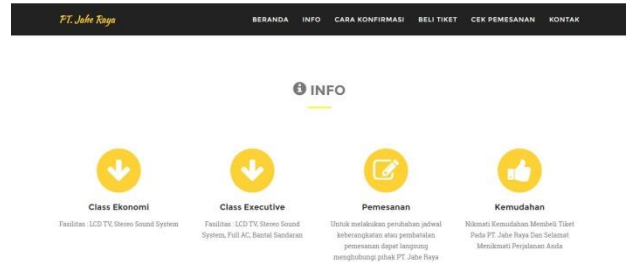 PT. Jahe Raya
BERANDA INFO CARA KONFIRMASI BELI TIKET CEK PEMESANAN KONTAK
INFO
Class Ekonomi
Fasilitas : LCD TV, Stereo Sound System
Class Executive
Fasilitas : LCD TV, Stereo Sound
System, Full AC, Bantal Sandaran
Pemesanan
Untuk melakukan perubahan jadwal
keberangkatan atau pembatalan
pemesanan dapat langsung
menghubungi pihak PT. Jahe Raya
Kemudahan
Nikmati Kemudahan Membeli Tiket
Pada PT. Jahe Raya Dan Selamat
Menikmati Perjalanan Anda